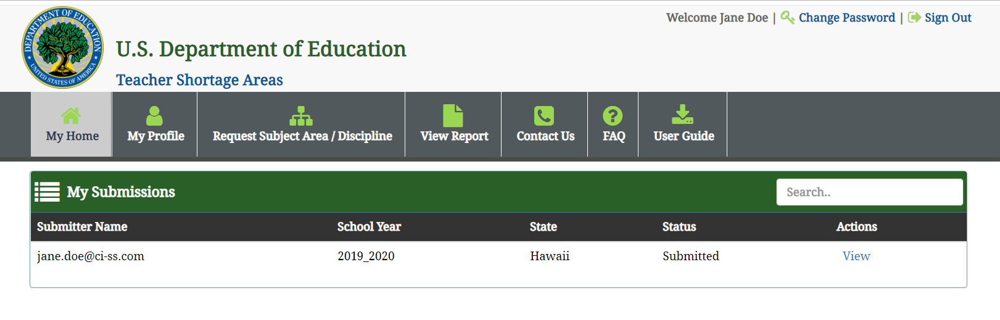 Welcome Jane Doe | Change Password | Sign Out
DEPARTMENT OF EDUCATION
UNITED STATES OF AMERICA
U.S. Department of Education
Teacher Shortage Areas
My Home My Profile Request Subject Area / Discipline View Report Contact Us FAQ User Guide
My Submissions Search..
Submitter Name School Year State Status Actions
jane.doe@ci-ss.com 2019_2020 Hawaii Submitted View